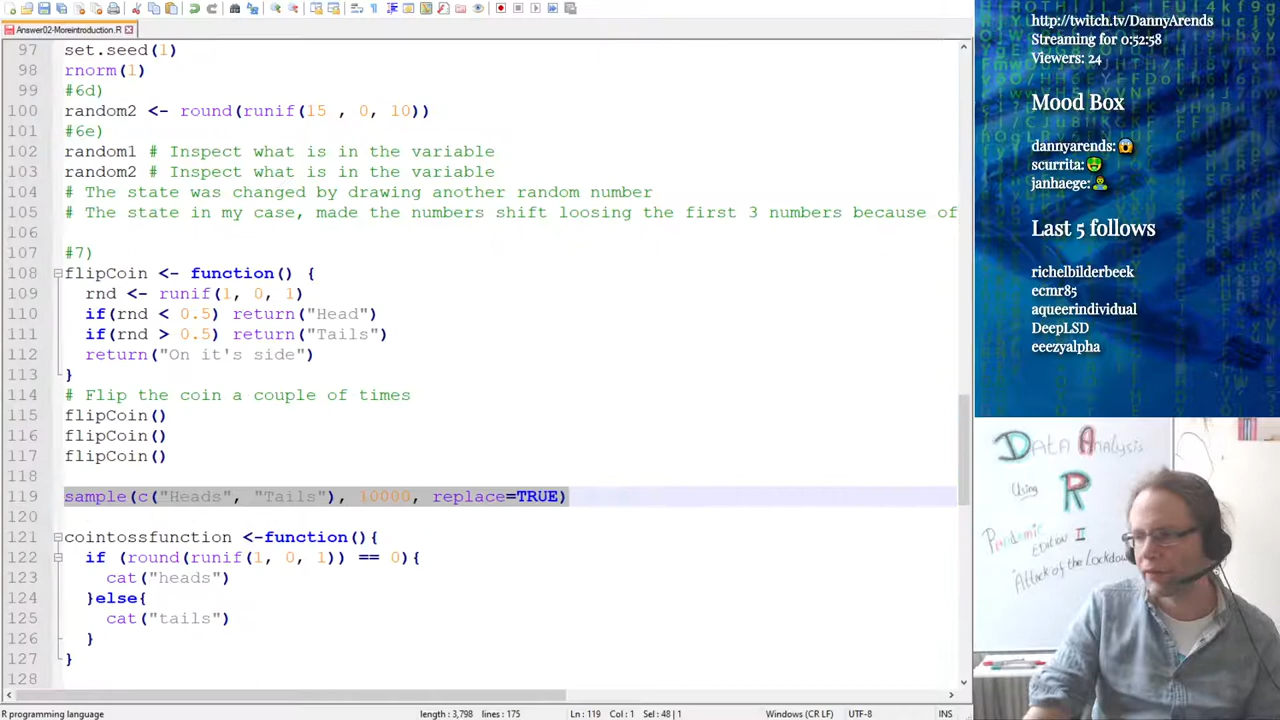 Answer02-Moreintroduction.R
97 set.seed(1)
98 rnorm(1)
99 #6d)
100 random2 <- round(runif(15 , 0, 10))
101 #6e)
102 random1 # Inspect what is in the variable
103 random2 # Inspect what is in the variable
104 # The state was changed by drawing another random number
105 # The state in my case, made the numbers shift loosing the first 3 numbers because of
106
107 #7)
108 flipCoin <- function() {
109 rnd <- runif(1, 0, 1)
110 if(rnd < 0.5) return("Head")
111 if(rnd > 0.5) return("Tails")
112 return("On it's side")
113 }
114 # Flip the coin a couple of times
115 flipCoin()
116 flipCoin()
117 flipCoin()
118
119 sample(c("Heads", "Tails"), 10000, replace=TRUE)
120
121 cointossfunction <-function(){
122 if (round(runif(1, 0, 1)) == 0){
123 cat("heads")
124 }else{
125 cat("tails")
126 }
127 }
128
R programming language
length : 3,798 lines : 175
Ln : 119 Col : 1 Sel : 48 | 1
Windows (CR LF)
UTF-8
INS
http://twitch.tv/DannyArends
Streaming for 0:52:58
Viewers: 24
Mood Box
dannyarends:
scurrita:
janhaege:
Last 5 follows
richelbilderbeek
ecmr85
aqueerindividual
DeepLSD
eeezyalpha
Data Analysis
Using R
Pandemic
Edition II
Attack of the Lockdown